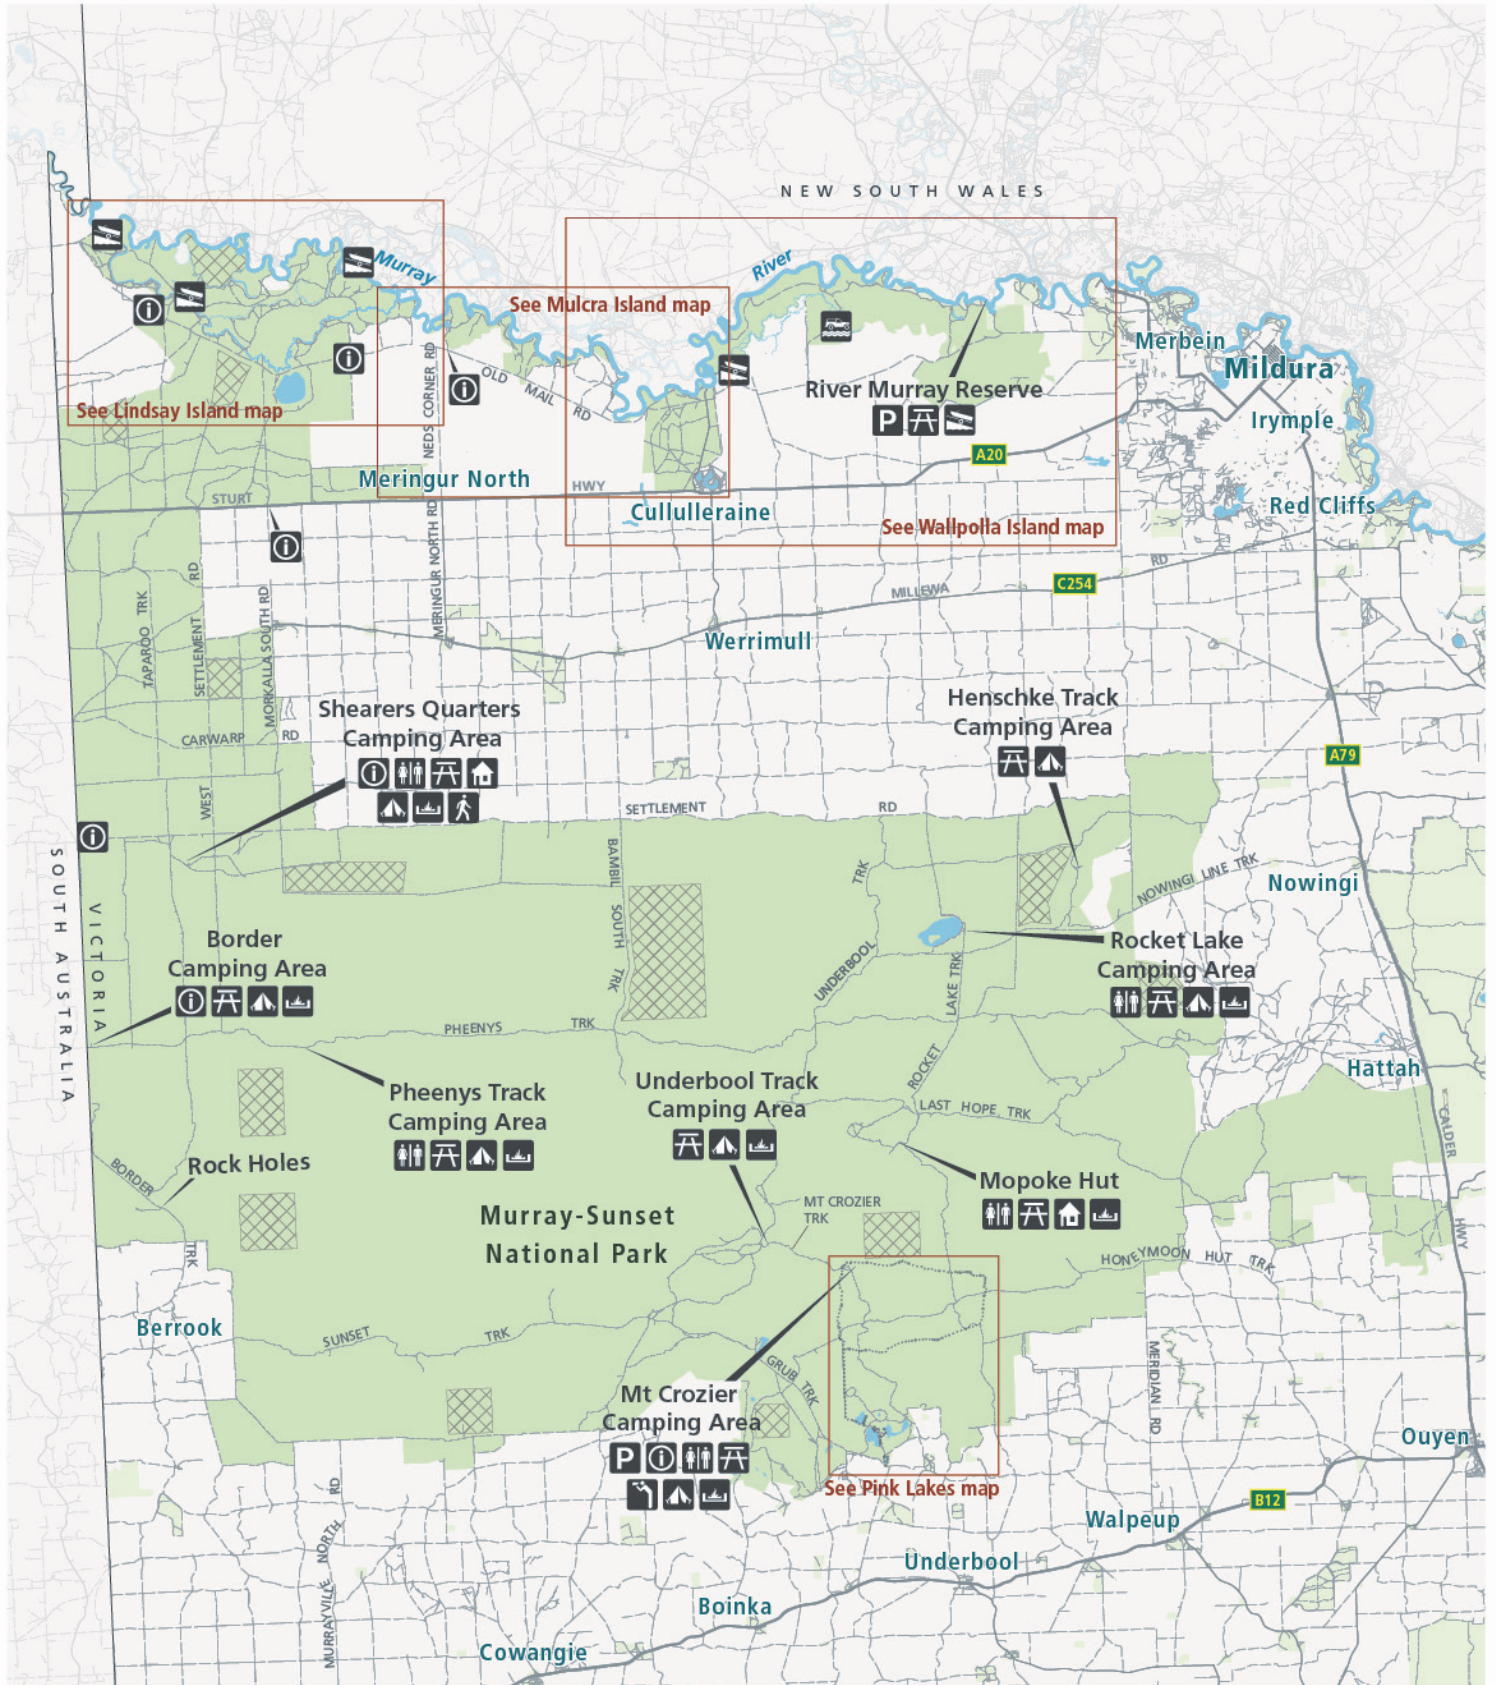 NEW SOUTH WALES
Murray
River
See Mulcra Island map
Merbein
Mildura
NEDS CORNER RD
OLD MAIL RD
River Murray Reserve
P
See Lindsay Island map
Irymple
A20
Meringur North
STURT
HWY
Cullulleraine
Red Cliffs
See Wallpolla Island map
MERINGUR NORTH RD
RD
C254
MILLEWA
TAPAROO TRK
SETTLEMENT
RD
MORKALLA SOUTH RD
Werrimull
Shearers Quarters
Camping Area
Henschke Track
Camping Area
CARWARP
RD
A79
WEST
SETTLEMENT
RD
BAMBIL SOUTH TRK
TRK
UNDERBOOL
NOWINGI LINE TRK
Nowingi
SOUTH AUSTRALIA
VICTORIA
Border
Camping Area
Rocket Lake
Camping Area
LAKE TRK
ROCKET
PHEENYS
TRK
Hattah
Pheenys Track
Camping Area
Underbool Track
Camping Area
LAST HOPE TRK
CALDER
HWY
BORDER
TRK
Rock Holes
Mopoke Hut
MT CROZIER
TRK
Murray-Sunset
National Park
HONEYMOON HUT TRK
Berrook
SUNSET
TRK
GRUB TRK
MERIDIAN RD
Mt Crozier
Camping Area
P
Ouyen
See Pink Lakes map
B12
MURRAYVILLE NORTH RD
Walpeup
Underbool
Boinka
Cowangie